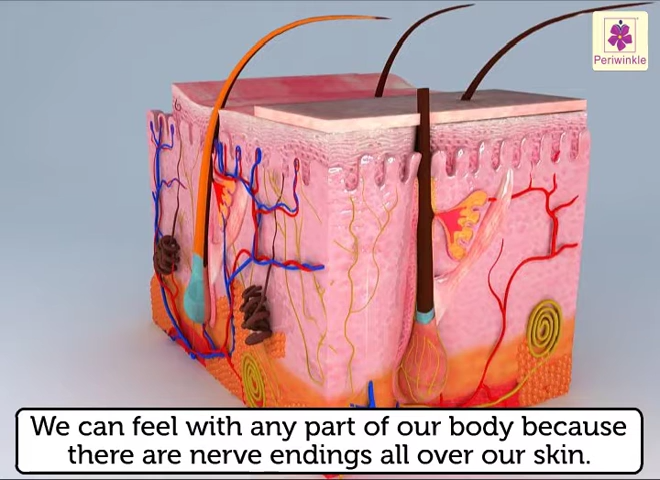 Periwinkle
We can feel with any part of our body because
there are nerve endings all over our skin.